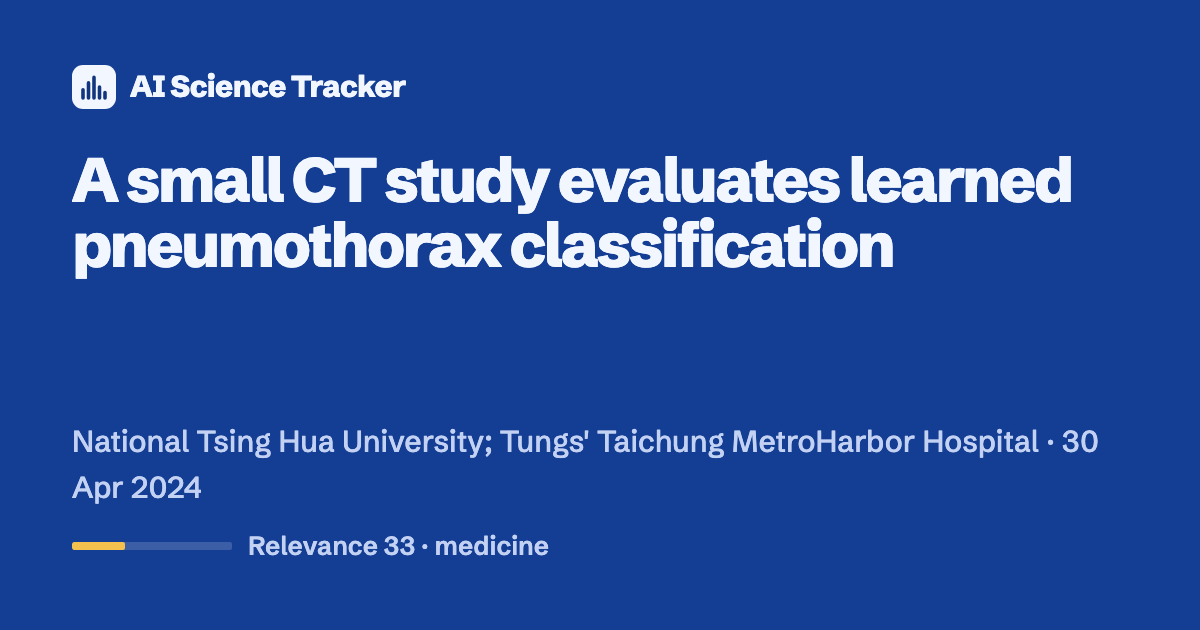 AI Science Tracker
A small CT study evaluates learned
pneumothorax classification
National Tsing Hua University; Tungs' Taichung MetroHarbor Hospital · 30
Apr 2024
Relevance 33 · medicine